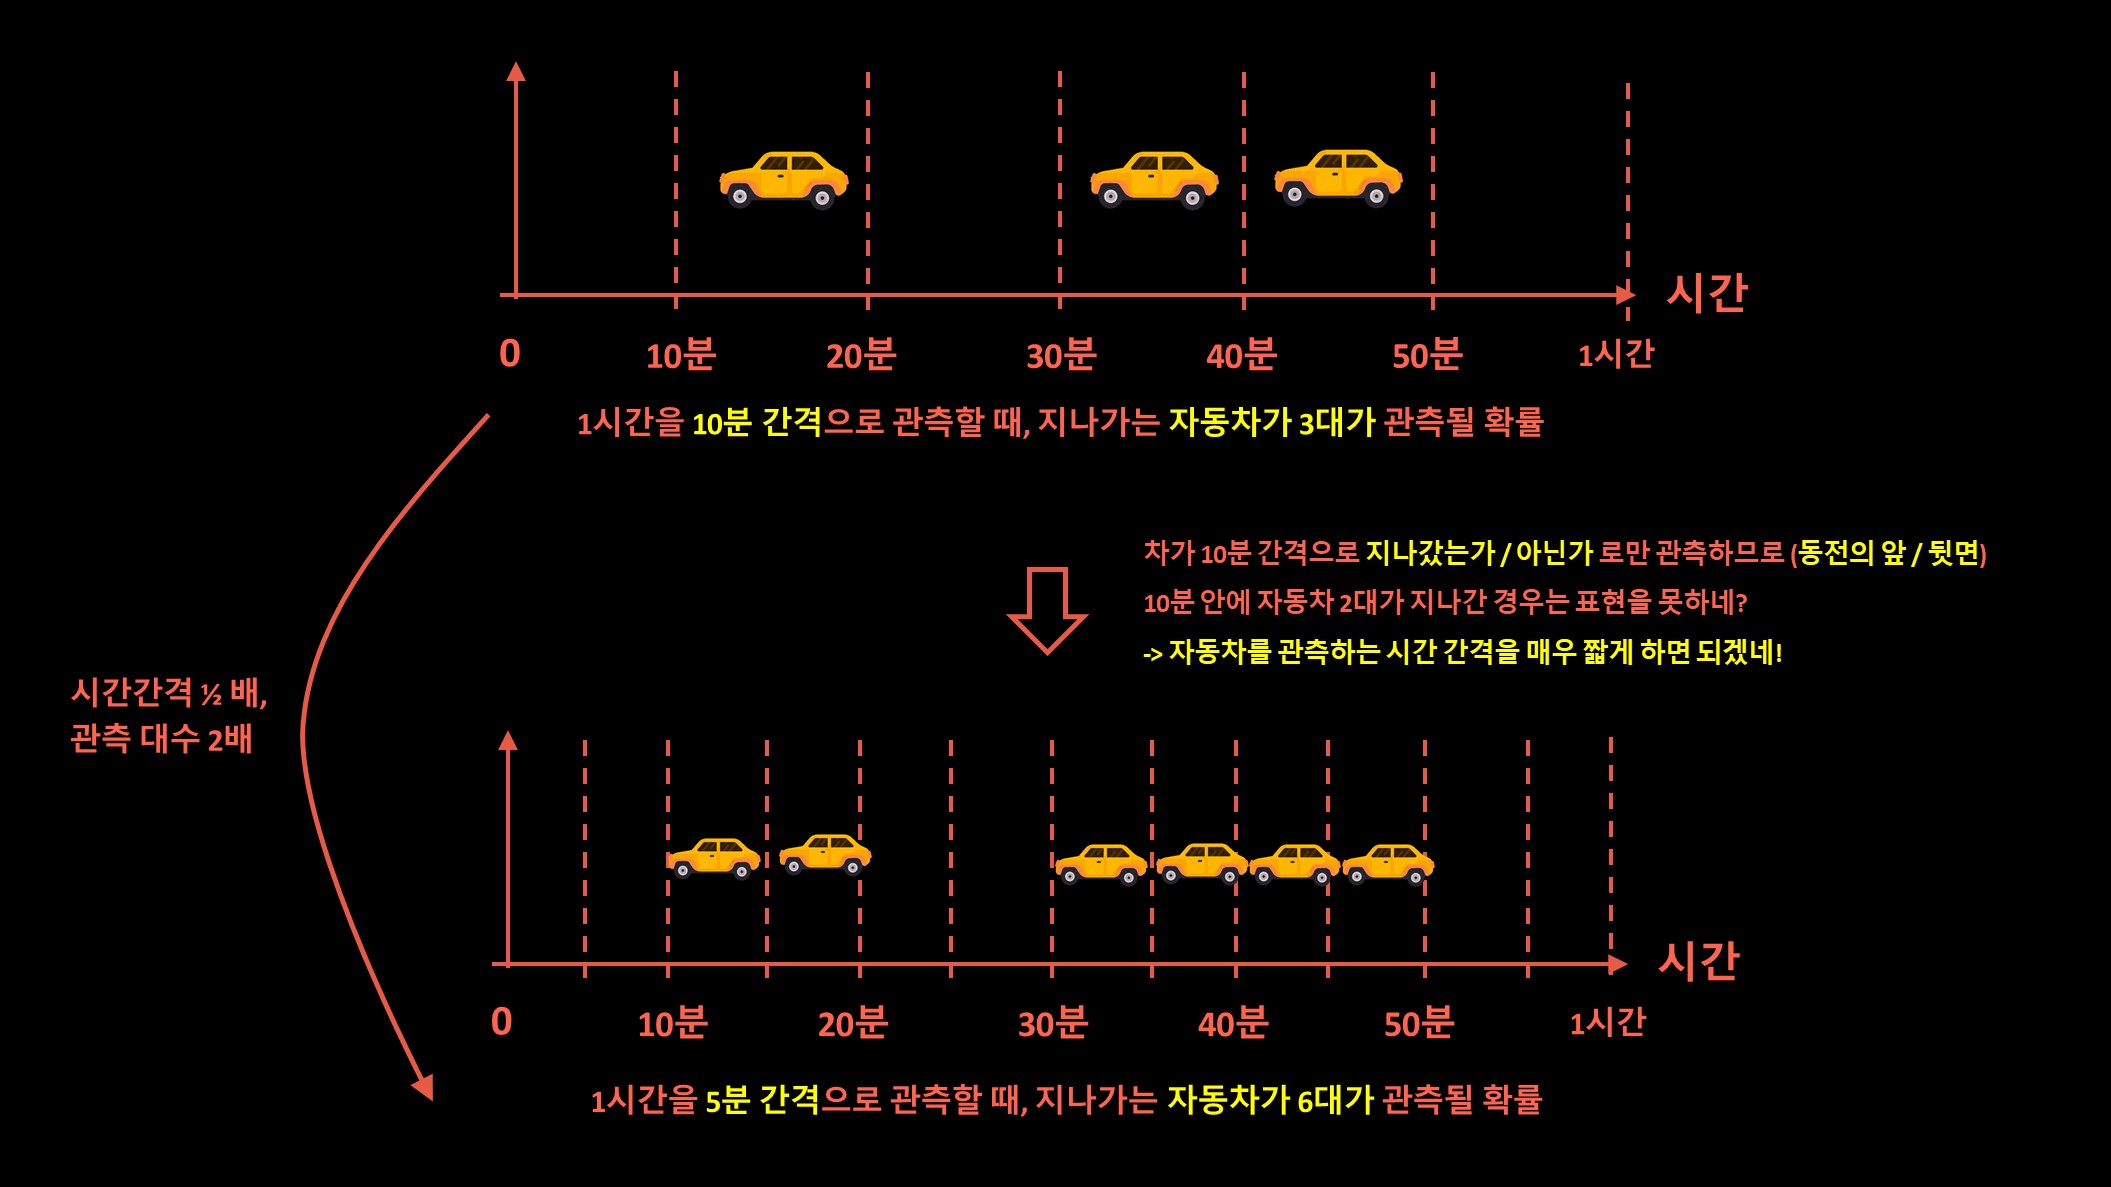 시간
0 10분 20분 30분 40분 50분 1시간
1시간을 10분 간격으로 관측할 때, 지나가는 자동차가 3대가 관측될 확률
차가 10분 간격으로 지나갔는가 / 아닌가 로만 관측하므로 (동전의 앞 / 뒷면)
10분 안에 자동차 2대가 지나간 경우는 표현을 못하네?
-> 자동차를 관측하는 시간 간격을 매우 짧게 하면 되겠네!
시간간격 ½ 배,
관측 대수 2배
시간
0 10분 20분 30분 40분 50분 1시간
1시간을 5분 간격으로 관측할 때, 지나가는 자동차가 6대가 관측될 확률